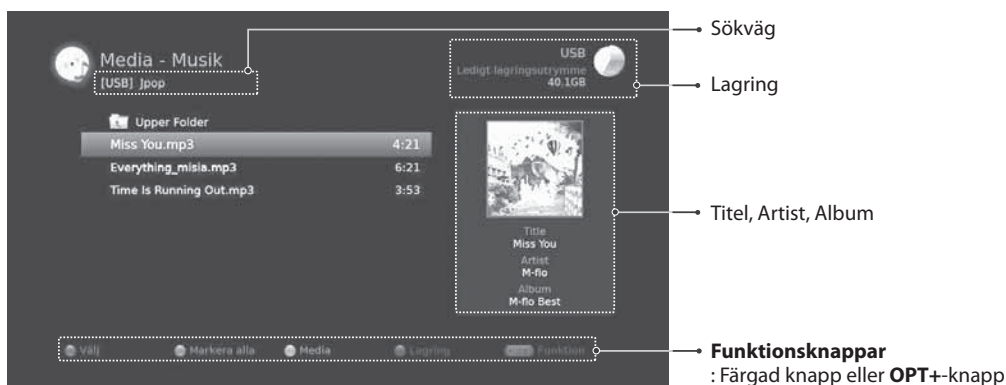 Media - Musik
[USB] Jpop
USB
Ledigt lagringsutrymme
40.1GB
Upper Folder
Miss You.mp3 4:21
Everything_misia.mp3 6:21
Time Is Running Out.mp3 3:53
Title
Miss You
Artist
M-flo
Album
M-flo Best
Välj Markera alla Media Lagring Funktion
Sökväg
Lagring
Titel, Artist, Album
Funktionsknappar
: Färgad knapp eller OPT+-knapp